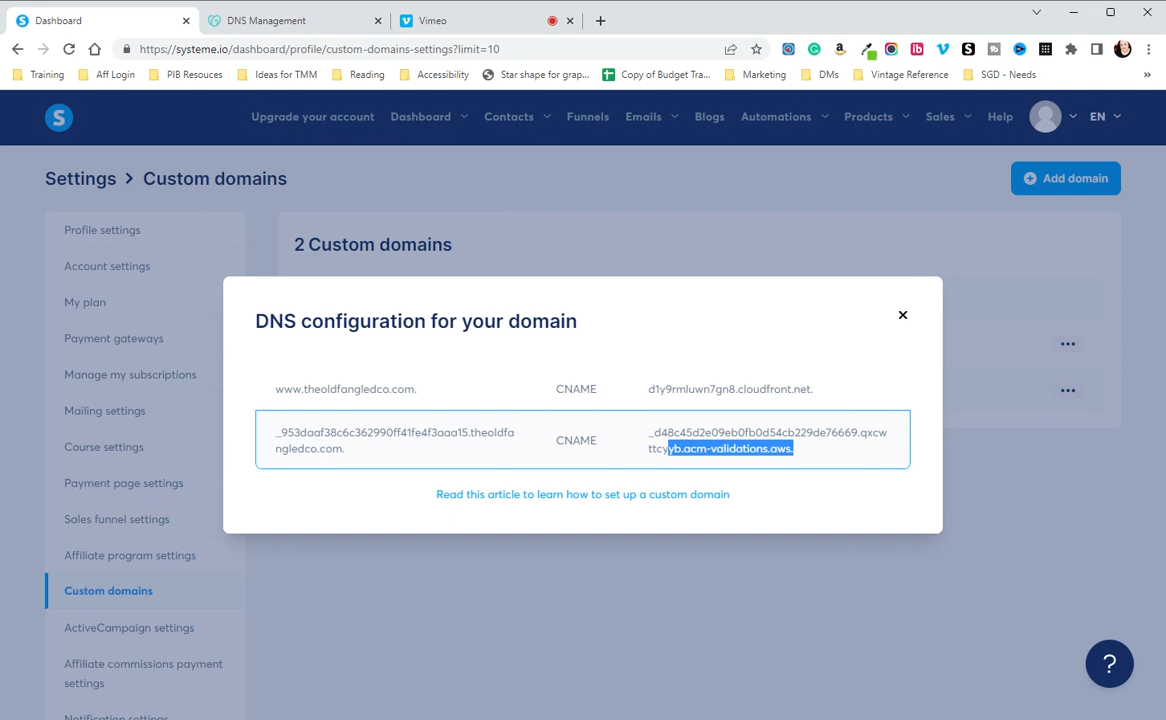 Dashboard
DNS Management
Vimeo
https://systeme.io/dashboard/profile/custom-domains-settings?limit=10
Training
Aff Login
PIB Resouces
Ideas for TMM
Reading
Accessibility
Star shape for grap...
Copy of Budget Tra...
Marketing
DMs
Vintage Reference
SGD - Needs
»
S
Upgrade your account
Dashboard
Contacts
Funnels
Emails
Blogs
Automations
Products
Sales
Help
EN
Settings > Custom domains
Add domain
Profile settings
Account settings
My plan
Payment gateways
Manage my subscriptions
Mailing settings
Course settings
Payment page settings
Sales funnel settings
Affiliate program settings
Custom domains
ActiveCampaign settings
Affiliate commissions payment
settings
Notification settings
2 Custom domains
DNS configuration for your domain
www.theoldfangledco.com.
CNAME
d1y9rmluwn7gn8.cloudfront.net.
_953daaf38c6c362990ff41fe4f3aaa15.theoldfa
ngledco.com.
CNAME
_d48c45d2e09eb0fb0d54cb229de76669.qxcw
ttcyyb.acm-validations.aws.
Read this article to learn how to set up a custom domain
?